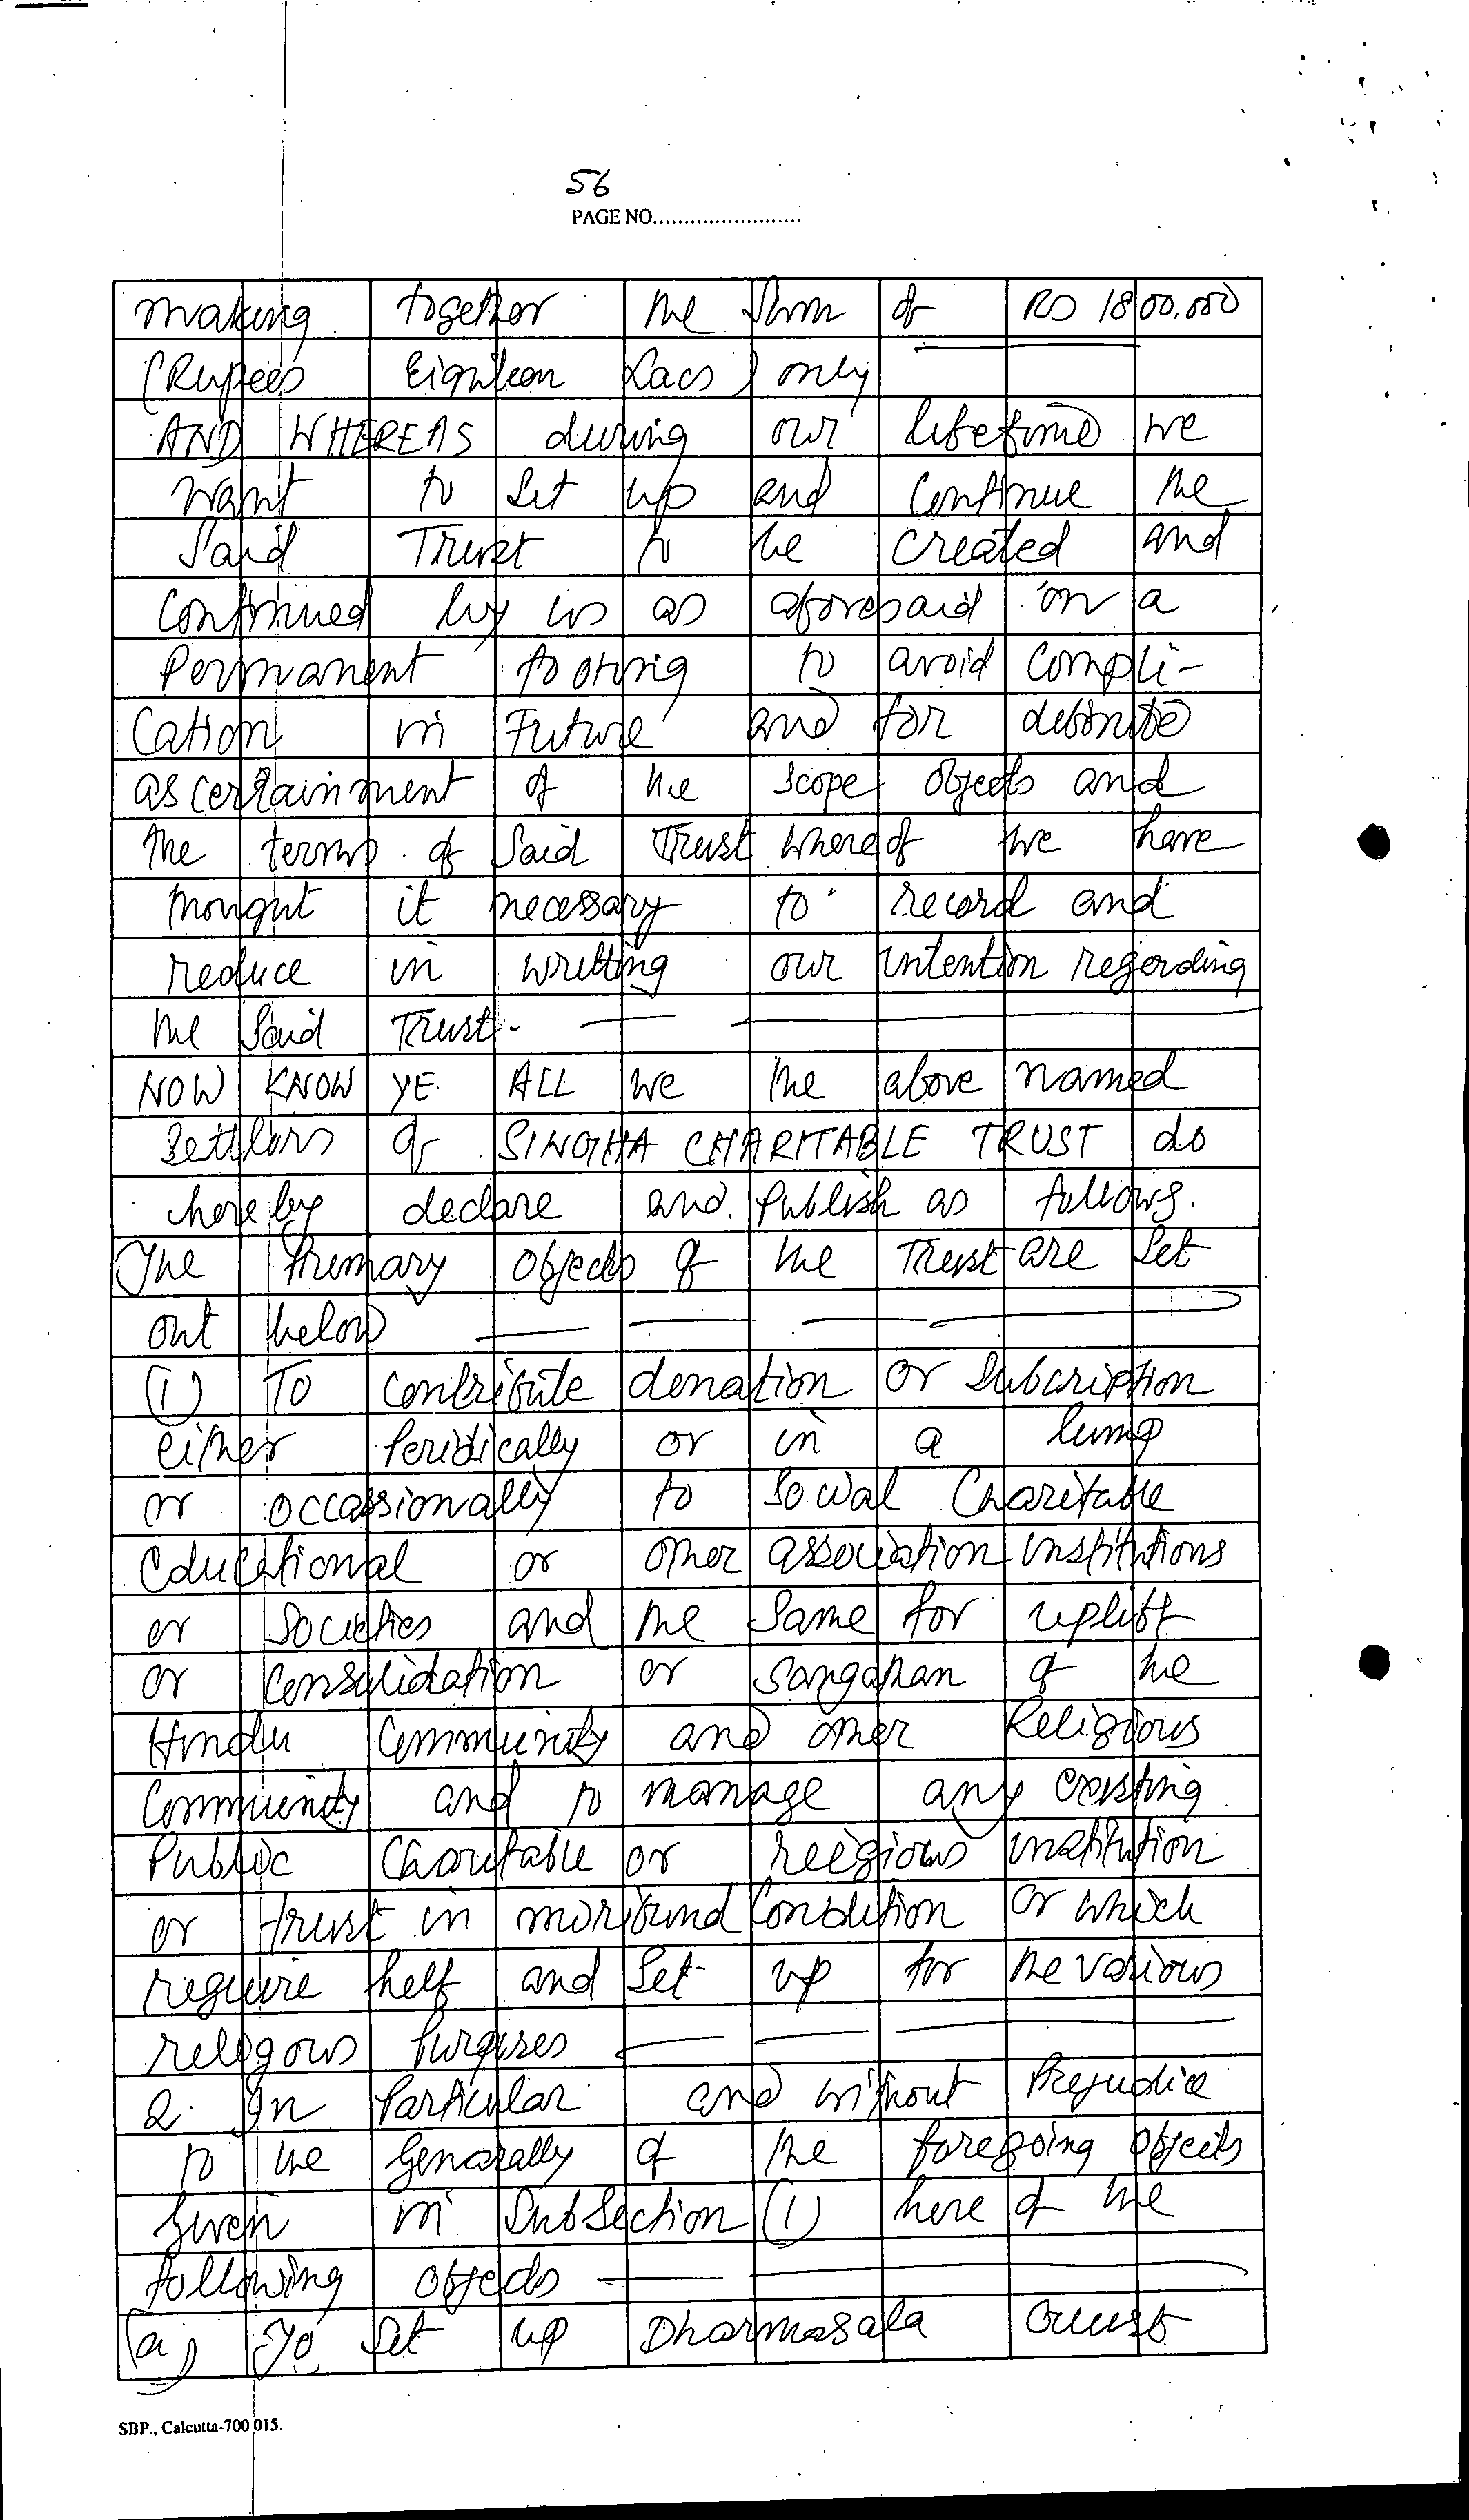 56
PAGE NO........................
making together the Sum of RS 1800,000
(Rupees Eighteen Lacs) only
AND WHEREAS during our lifetime we
want to Set up and Continue the
Said Trust to be created and
Continued by us as aforesaid on a
Permanent footing to avoid compli-
cation in Future and for definite
ascertainment of the scope objects and
the terms of Said Trust whereof we have
thought it necessary to record and
reduce in writting our intention regarding
the Said Trust.
NOW KNOW YE ALL we the above named
Settlors of SINGHA CHARITABLE TRUST do
hereby declare and Publish as follows.
The Primary objects of the Trust are Set
out below
(1) To contribute donation or Subcription
either Peridically or in a lump
or occassionally to Social Charitable
Educational or other association institutions
or Societies and the Same for uplift
or Consolidation or Sangathan of the
Hindu Community and other Religious
Community and to manage any existing
Public Charitable or religious institution
or trust in moribund Condition or which
require help and Set up for the various
religous Purposes
2. In Particular and without Prejudice
to the Generally of the foregoing objects
given in SubSection (1) here of the
following objects
(a) To Set up Dharmasala
SBP., Calcutta-700 015.